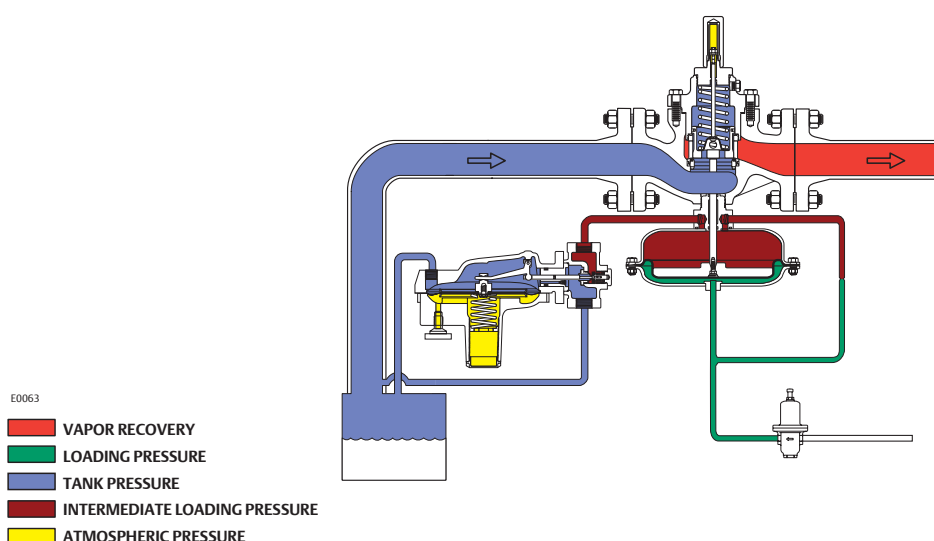 E0063
VAPOR RECOVERY
LOADING PRESSURE
TANK PRESSURE
INTERMEDIATE LOADING PRESSURE
ATMOSPHERIC PRESSURE